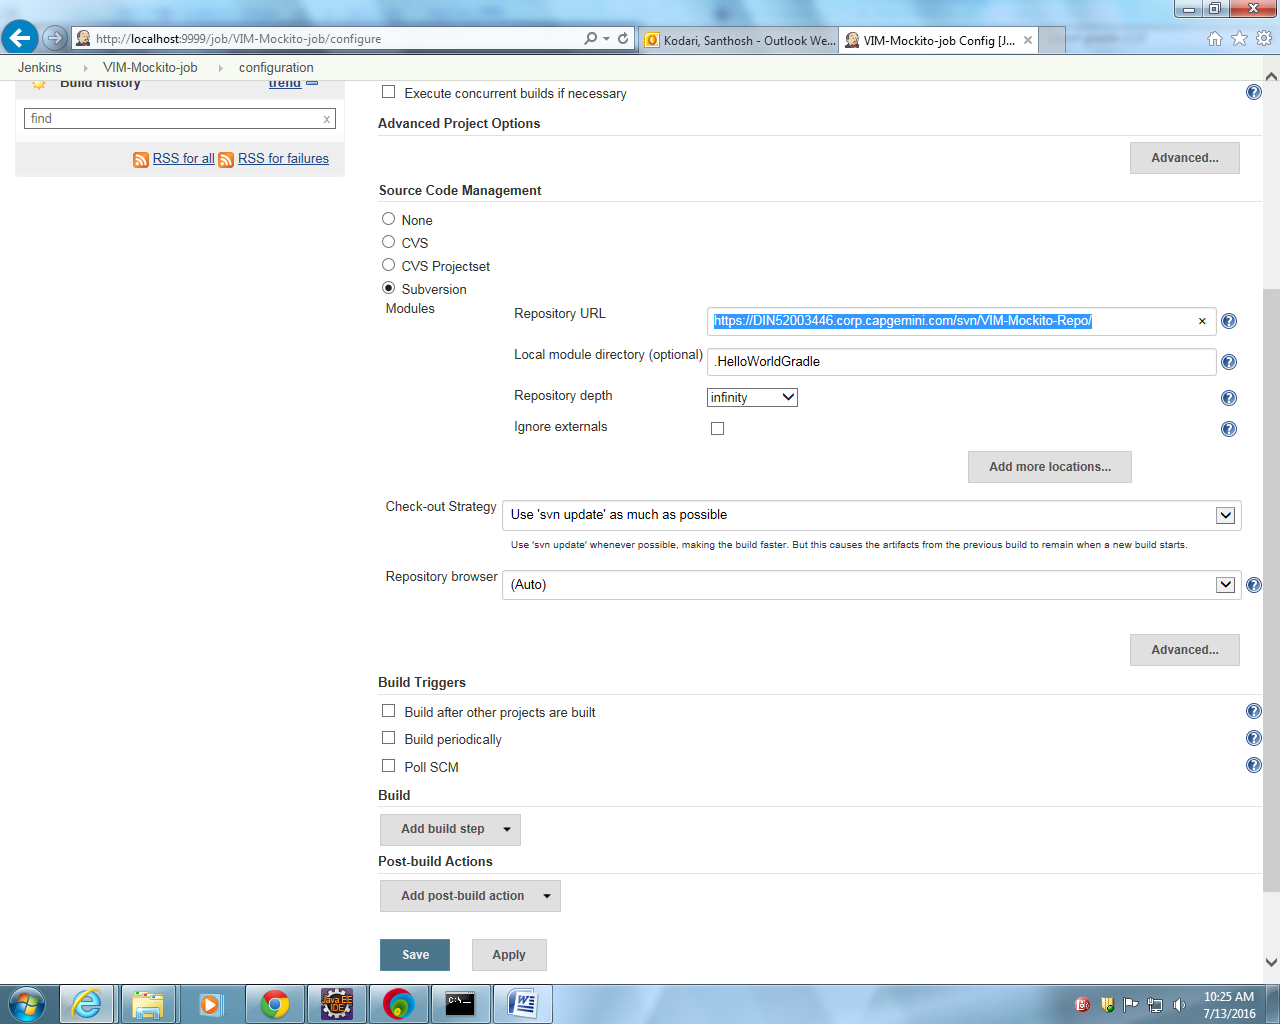 http://localhost:9999/job/VIM-Mockito-job/configure
Kodari, Santhosh - Outlook We...
VIM-Mockito-job Config [J...
Jenkins
VIM-Mockito-job
configuration
Build History
trend
find
x
RSS for all
RSS for failures
Execute concurrent builds if necessary
Advanced Project Options
Advanced...
Source Code Management
None
CVS
CVS Projectset
Subversion
Modules
Repository URL
https://DIN52003446.corp.capgemini.com/svn/VIM-Mockito-Repo/
Local module directory (optional)
.HelloWorldGradle
Repository depth
infinity
Ignore externals
Add more locations...
Check-out Strategy
Use 'svn update' as much as possible
Use 'svn update' whenever possible, making the build faster. But this causes the artifacts from the previous build to remain when a new build starts.
Repository browser
(Auto)
Advanced...
Build Triggers
Build after other projects are built
Build periodically
Poll SCM
Build
Add build step
Post-build Actions
Add post-build action
Save
Apply
Java EE
IDE
C:\.
10:25 AM
7/13/2016